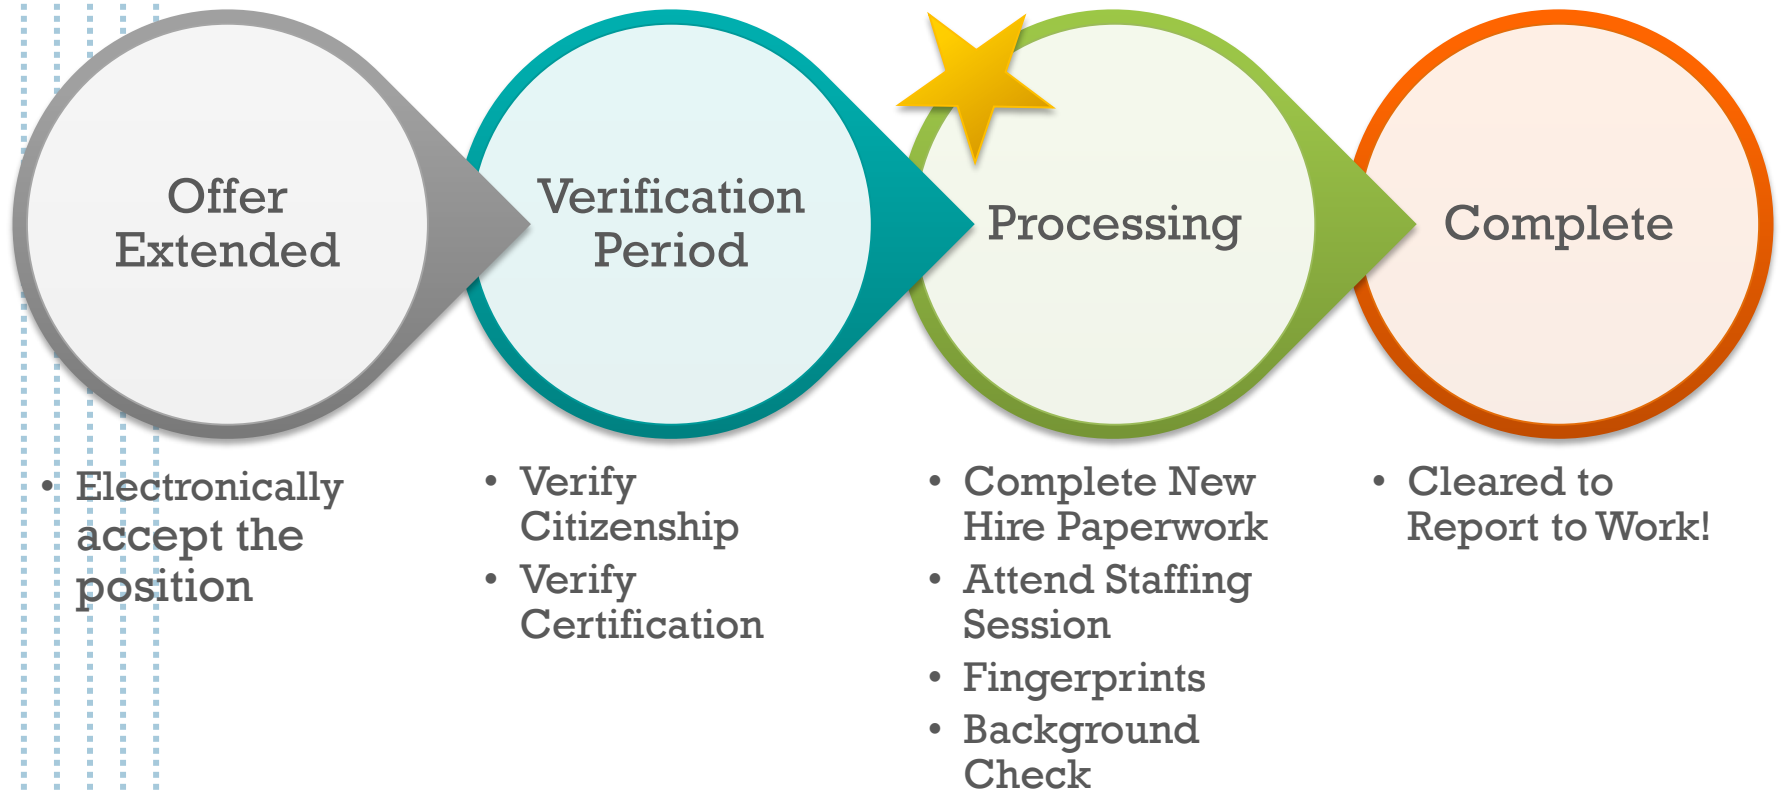 Offer
Extended
Verification
Period
Processing
Complete
• Electronically
accept the
position
• Verify
Citizenship
• Verify
Certification
• Complete New
Hire Paperwork
• Attend Staffing
Session
• Fingerprints
• Background
Check
• Cleared to
Report to Work!